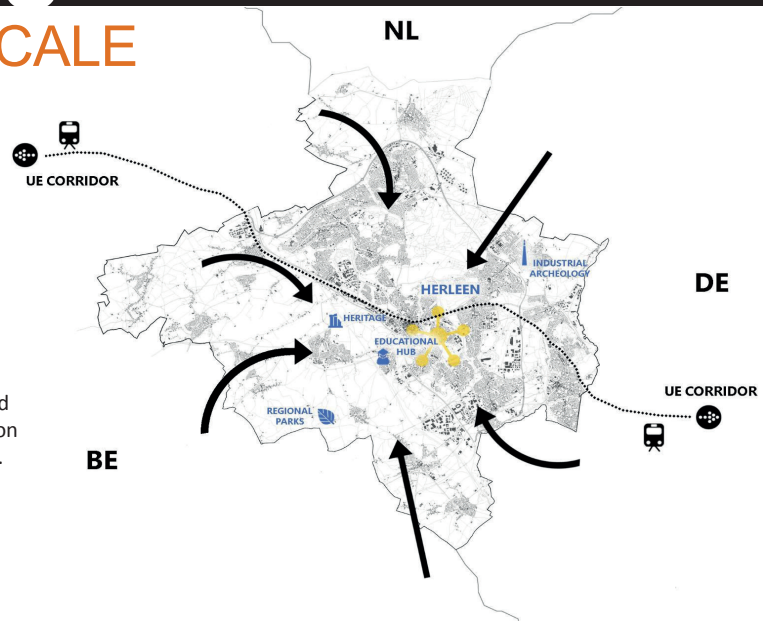 CALE
NL
UE CORRIDOR
INDUSTRIAL
ARCHEOLOGY
DE
HERLEEN
HERITAGE
EDUCATIONAL
HUB
UE CORRIDOR
d
on
.
REGIONAL
PARKS
BE